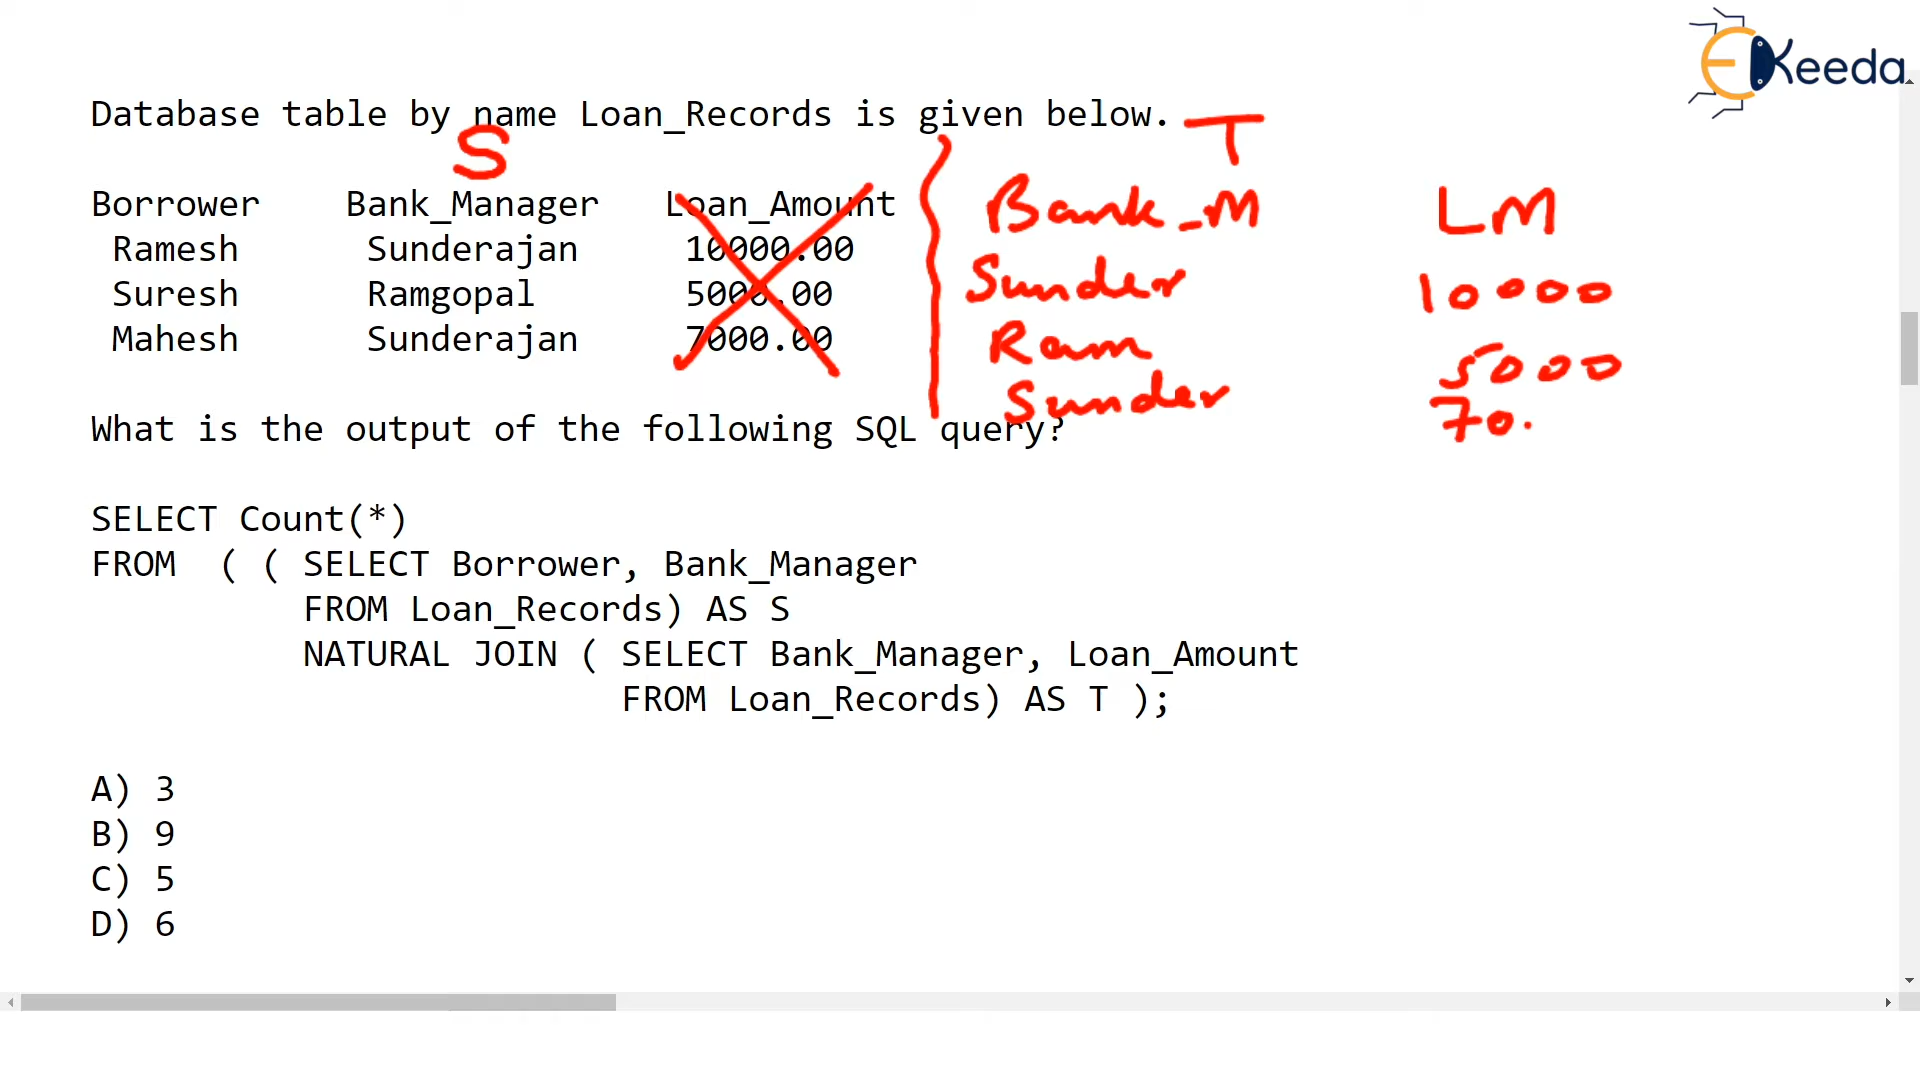 EKeeda
Database table by name Loan_Records is given below.
S
T
Borrower Bank_Manager Loan_Amount
Ramesh Sunderajan 10000.00
Suresh Ramgopal 5000.00
Mahesh Sunderajan 7000.00
Bank_M LM
Sunder 10000
Ram 5000
Sunder 70.
What is the output of the following SQL query?
SELECT Count(*)
FROM ( ( SELECT Borrower, Bank_Manager
FROM Loan_Records) AS S
NATURAL JOIN ( SELECT Bank_Manager, Loan_Amount
FROM Loan_Records) AS T );
A) 3
B) 9
C) 5
D) 6